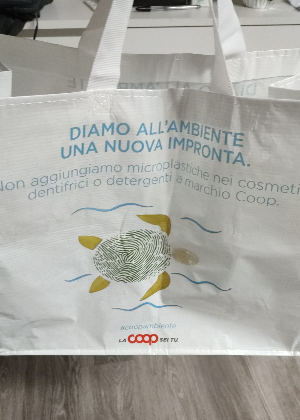 DIAMO ALL'AMBIENTE
UNA NUOVA IMPRONTA.
Non aggiungiamo microplastiche nei cosmeti
dentifrici o detergenti a marchio Coop.
#coopambiente
LA coop SEI TU.